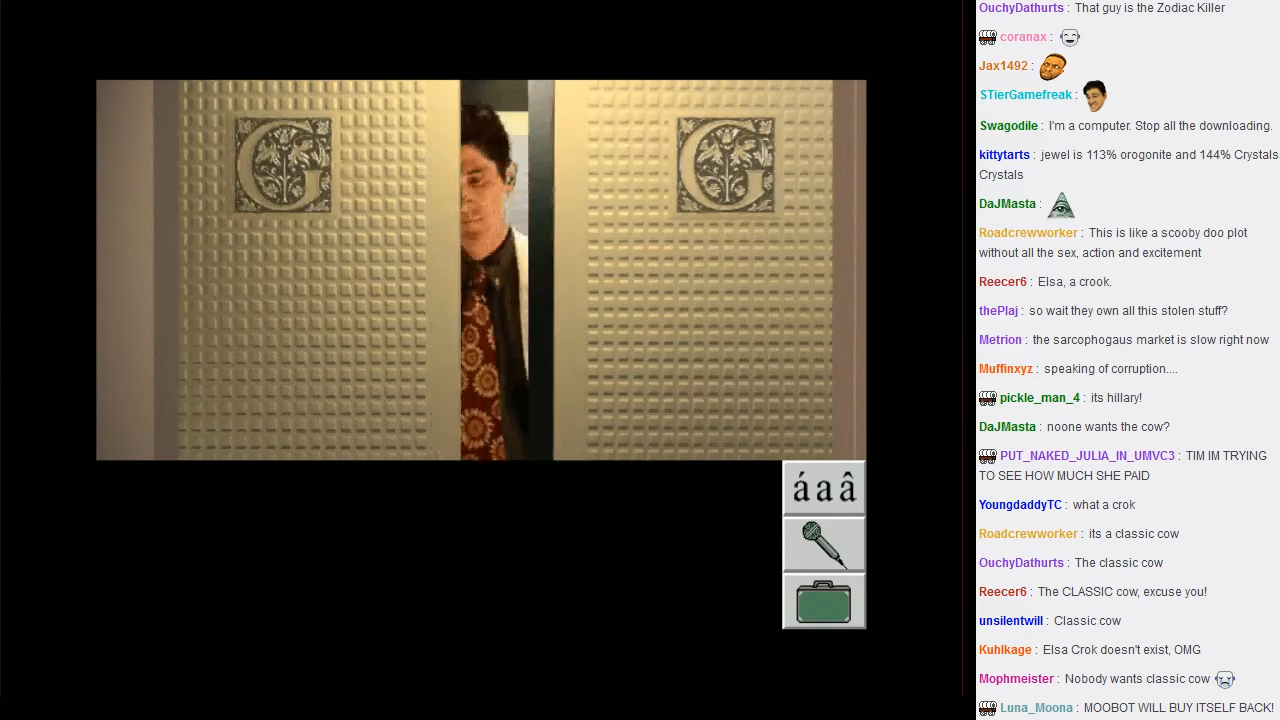 G
G
á a â
OuchyDathurts : That guy is the Zodiac Killer
coranax :
Jax1492 :
STierGamefreak :
Swagodile : I'm a computer. Stop all the downloading.
kittytarts : jewel is 113% orogonite and 144% Crystals
Crystals
DaJMasta :
Roadcrewworker : This is like a scooby doo plot
without all the sex, action and excitement
Reecer6 : Elsa, a crook.
thePlaj : so wait they own all this stolen stuff?
Metrion : the sarcophogaus market is slow right now
Muffinxyz : speaking of corruption....
pickle_man_4 : its hillary!
DaJMasta : noone wants the cow?
PUT_NAKED_JULIA_IN_UMVC3 : TIM IM TRYING
TO SEE HOW MUCH SHE PAID
YoungdaddyTC : what a crok
Roadcrewworker : its a classic cow
OuchyDathurts : The classic cow
Reecer6 : The CLASSIC cow, excuse you!
unsilentwill : Classic cow
Kuhlkage : Elsa Crok doesn't exist, OMG
Mophmeister : Nobody wants classic cow
Luna_Moona : MOOBOT WILL BUY ITSELF BACK!